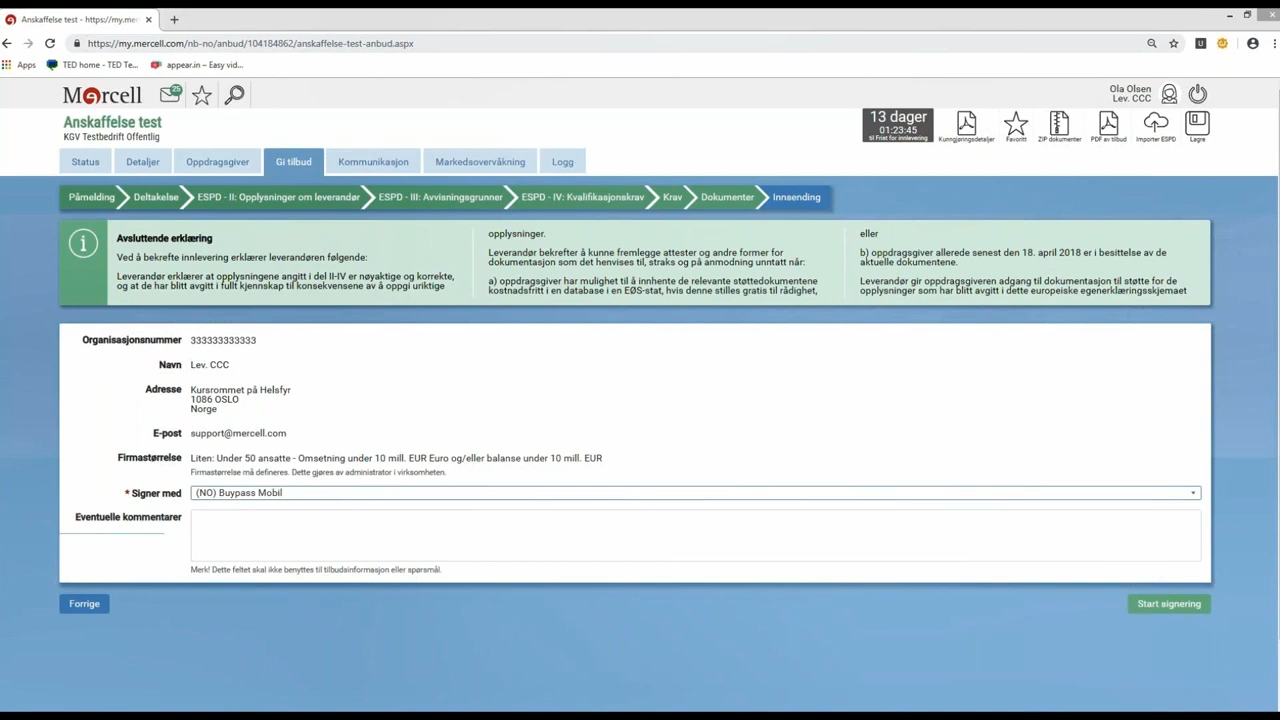 Anskaffelse test - https://my.mer
https://my.mercell.com/nb-no/anbud/104184862/anskaffelse-test-anbud.aspx
Apps TED home - TED Te... appear.in – Easy vid...
Mercell 25
Ola Olsen
Lev. CCC
Anskaffelse test
KGV Testbedrift Offentlig
13 dager
01:23:45
til Frist for innlevering
Kunngjøringsdetaljer Favoritt ZIP dokumenter PDF av tilbud Importer ESPD Lagre
Status Detaljer Oppdragsgiver Gi tilbud Kommunikasjon Markedsovervåkning Logg
Påmelding Deltakelse ESPD - II: Opplysninger om leverandør ESPD - III: Avvisningsgrunner ESPD - IV: Kvalifikasjonskrav Krav Dokumenter Innsending
Avsluttende erklæring
Ved å bekrefte innlevering erklærer leverandøren følgende:
Leverandør erklærer at opplysningene angitt i del II-IV er nøyaktige og korrekte,
og at de har blitt avgitt i fullt kjennskap til konsekvensene av å oppgi uriktige
opplysninger.
Leverandør bekrefter å kunne fremlegge attester og andre former for
dokumentasjon som det henvises til, straks og på anmodning unntatt når:
a) oppdragsgiver har mulighet til å innhente de relevante støttedokumentene
kostnadsfritt i en database i en EØS-stat, hvis denne stilles gratis til rådighet,
eller
b) oppdragsgiver allerede senest den 18. april 2018 er i besittelse av de
aktuelle dokumentene.
Leverandør gir oppdragsgiveren adgang til dokumentasjon til støtte for de
opplysninger som har blitt avgitt i dette europeiske egenerklæringsskjemaet
Organisasjonsnummer 333333333333
Navn Lev. CCC
Adresse Kursrommet på Helsfyr
1086 OSLO
Norge
E-post support@mercell.com
Firmastørrelse Liten: Under 50 ansatte - Omsetning under 10 mill. EUR Euro og/eller balanse under 10 mill. EUR
Firmastørrelse må defineres. Dette gjøres av administrator i virksomheten.
* Signer med (NO) Buypass Mobil
Eventuelle kommentarer
Merk! Dette feltet skal ikke benyttes til tilbudsinformasjon eller spørsmål.
Forrige Start signering